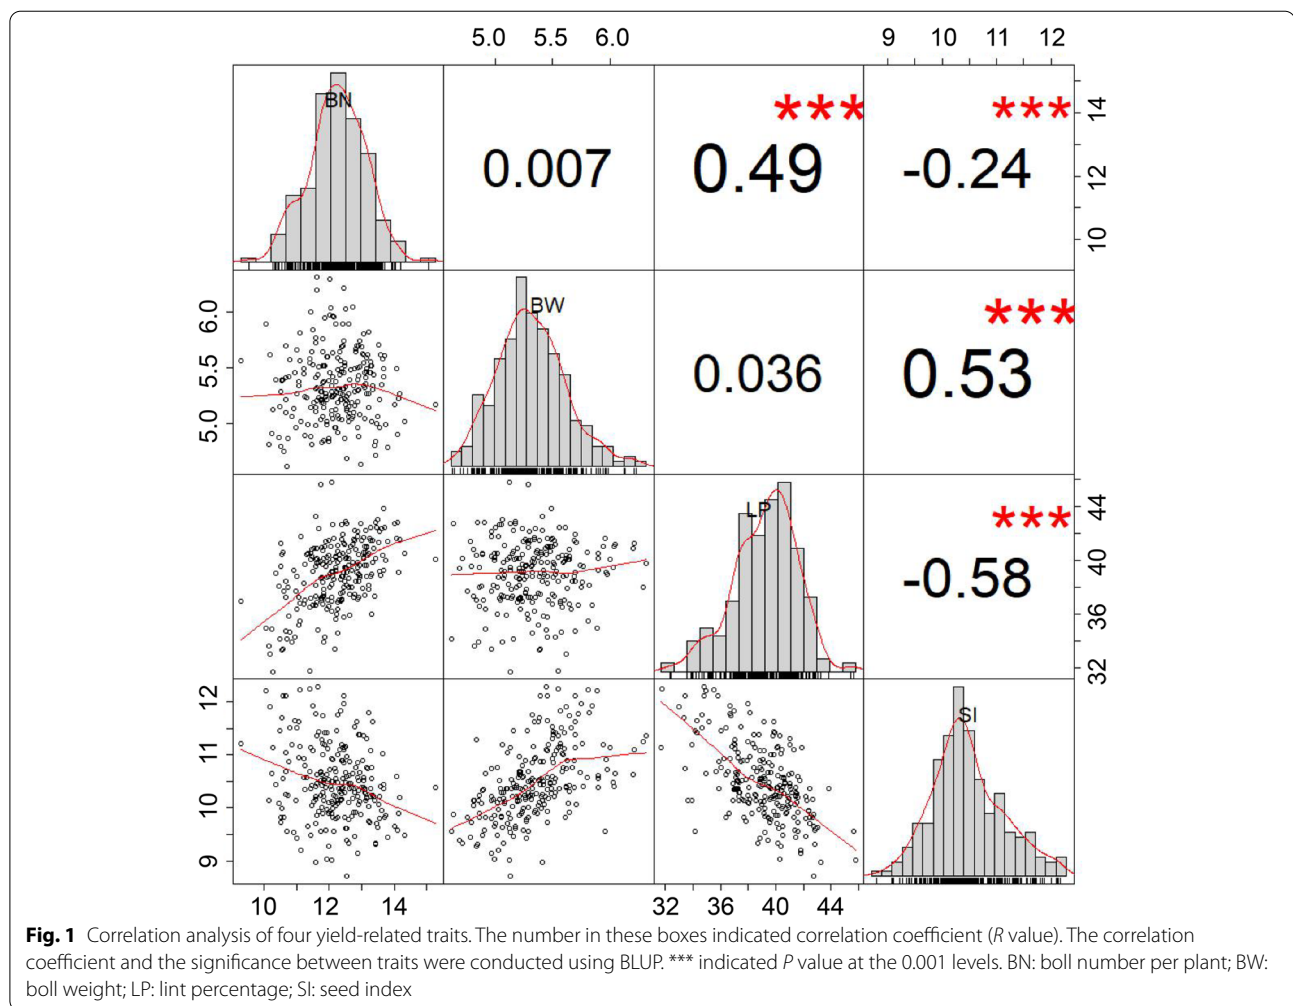 5.0 5.5 6.0 9 10 11 12
BN *** ***
0.007 0.49 -0.24
14
12
10
BW ***
0.036 0.53
6.0
5.5
5.0
LP ***
-0.58
44
40
36
32
SI
12
11
10
9
10 12 14 32 36 40 44
Fig. 1 Correlation analysis of four yield-related traits. The number in these boxes indicated correlation coefficient (R value). The correlation
coefficient and the significance between traits were conducted using BLUP. *** indicated P value at the 0.001 levels. BN: boll number per plant; BW:
boll weight; LP: lint percentage; SI: seed index